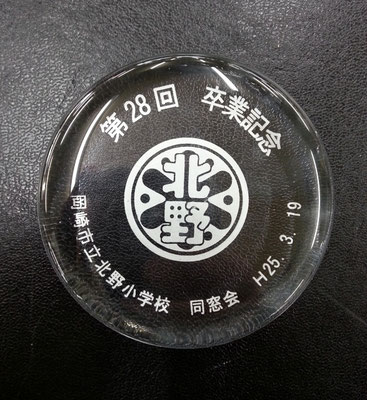 第28回 卒業記念
北野
岡崎市立北野小学校 同窓会 H25.3.19